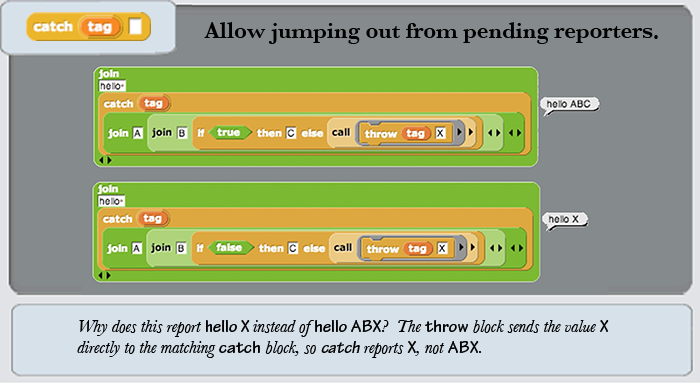 catch tag
Allow jumping out from pending reporters.
join
hello
catch tag
join A join B if true then C else call throw tag X
hello ABC
join
hello
catch tag
join A join B if false then C else call throw tag X
hello X
Why does this report hello X instead of hello ABX? The throw block sends the value X
directly to the matching catch block, so catch reports X, not ABX.